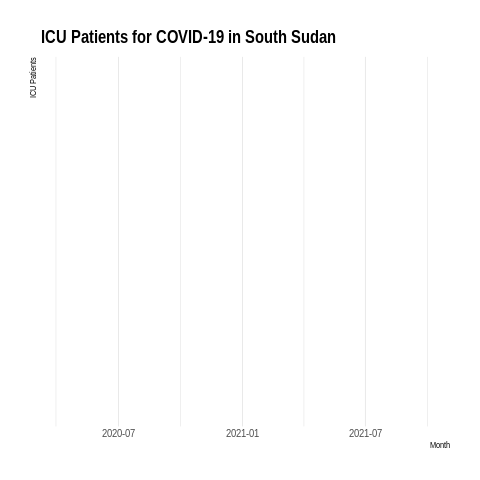 ICU Patients for COVID-19 in South Sudan
ICU Patients
2020-07 2021-01 2021-07
Month